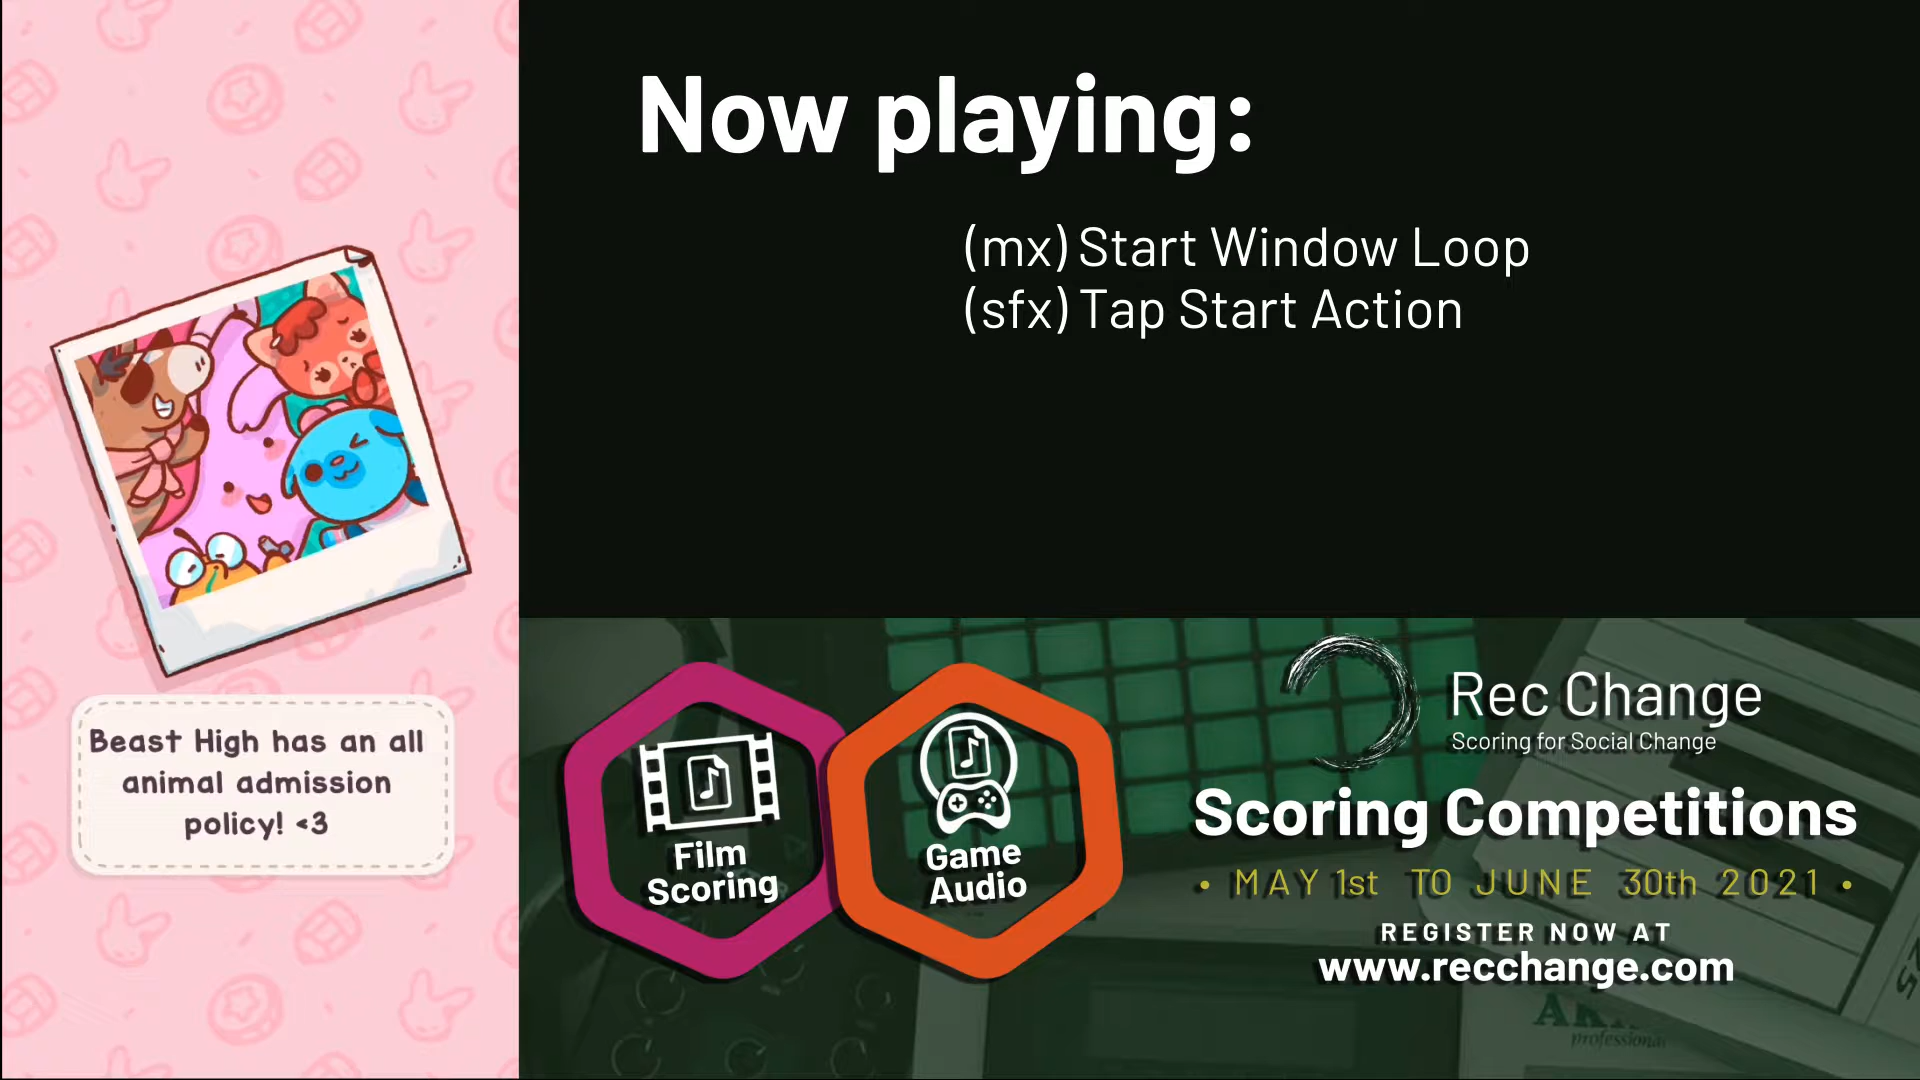 Now playing:
(mx) Start Window Loop
(sfx) Tap Start Action
Beast High has an all
animal admission
policy! <3
Film
Scoring
Game
Audio
Rec Change
Scoring for Social Change
Scoring Competitions
• MAY 1st TO JUNE 30th 2021 •
REGISTER NOW AT
www.recchange.com
professional